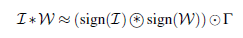 I ∗ W ≈ (sign(I) ⊛ sign(W)) ⊙ Γ